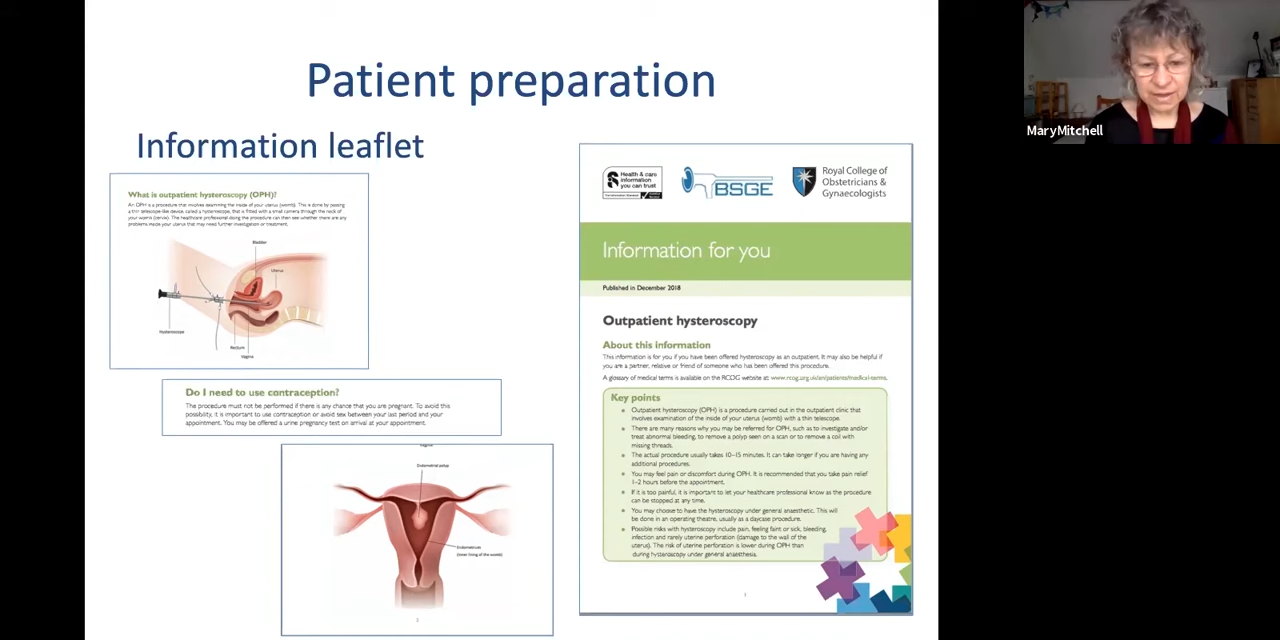 Patient preparation
Information leaflet
What is outpatient hysteroscopy (OPH)?
An OPH is a procedure that involves examining the inside of your uterus (womb). This is done by passing
a thin telescope-like device, called a hysteroscope, that is fitted with a small camera through the neck of
your womb (cervix). The healthcare professional doing the procedure can then see whether there are any
problems inside your uterus that may need further investigation or treatment.
Bladder
Uterus
Hysteroscope
Rectum
Vagina
Do I need to use contraception?
The procedure must not be performed if there is any chance that you are pregnant. To avoid this
possibility, it is important to use contraception or avoid sex between your last period and your
appointment. You may be offered a urine pregnancy test on arrival at your appointment.
Endometrial polyp
Endometrium
(inner lining of the womb)
2
Health & care
information
you can trust
BSGE
Royal College of
Obstetricians &
Gynaecologists
Information for you
Published in December 2018
Outpatient hysteroscopy
About this information
This information is for you if you have been offered hysteroscopy as an outpatient. It may also be helpful if
you are a partner, relative or friend of someone who has been offered this procedure.
A glossary of medical terms is available on the RCOG website at: www.rcog.org.uk/en/patients/medical-terms.
Key points
• Outpatient hysteroscopy (OPH) is a procedure carried out in the outpatient clinic that
involves examination of the inside of your uterus (womb) with a thin telescope.
• There are many reasons why you may be referred for OPH, such as to investigate and/or
treat abnormal bleeding, to remove a polyp seen on a scan or to remove a coil with
missing threads.
• The actual procedure usually takes 10–15 minutes. It can take longer if you are having any
additional procedures.
• You may feel pain or discomfort during OPH. It is recommended that you take pain relief
1–2 hours before the appointment.
• If it is too painful, it is important to let your healthcare professional know as the procedure
can be stopped at any time.
• You may choose to have the hysteroscopy under general anaesthetic. This will
be done in an operating theatre, usually as a daycase procedure.
• Possible risks with hysteroscopy include pain, feeling faint or sick, bleeding,
infection and rarely uterine perforation (damage to the wall of the
uterus). The risk of uterine perforation is lower during OPH than
during hysteroscopy under general anaesthesia.
MaryMitchell